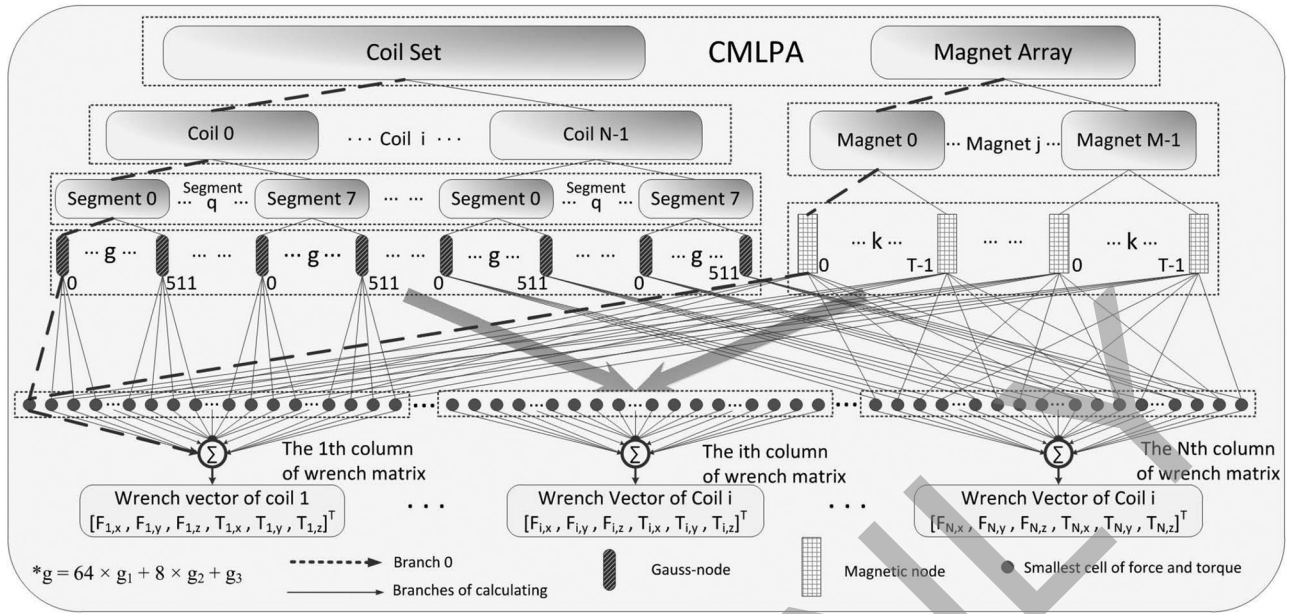 Coil Set
CMLPA
Magnet Array
Coil 0
··· Coil i ···
Coil N-1
Magnet 0
··· Magnet j ···
Magnet M-1
Segment 0
··· Segment q ···
Segment 7
··· ···
Segment 0
··· Segment q ···
Segment 7
··· g ···
··· ···
··· g ···
··· ···
··· g ···
··· ···
··· g ···
··· k ···
··· ···
··· k ···
0
511
0
511
0
511
0
511
0
T-1
0
T-1
Σ
The 1th column
of wrench matrix
Σ
The ith column
of wrench matrix
Σ
The Nth column
of wrench matrix
Wrench vector of coil 1
[F1,x , F1,y , F1,z , T1,x , T1,y , T1,z]T
· · ·
Wrench Vector of Coil i
[Fi,x , Fi,y , Fi,z , Ti,x , Ti,y , Ti,z]T
· · ·
Wrench Vector of Coil i
[FN,x , FN,y , FN,z , TN,x , TN,y , TN,z]T
*g = 64 × g1 + 8 × g2 + g3
Branch 0
Branches of calculating
Gauss-node
Magnetic node
Smallest cell of force and torque